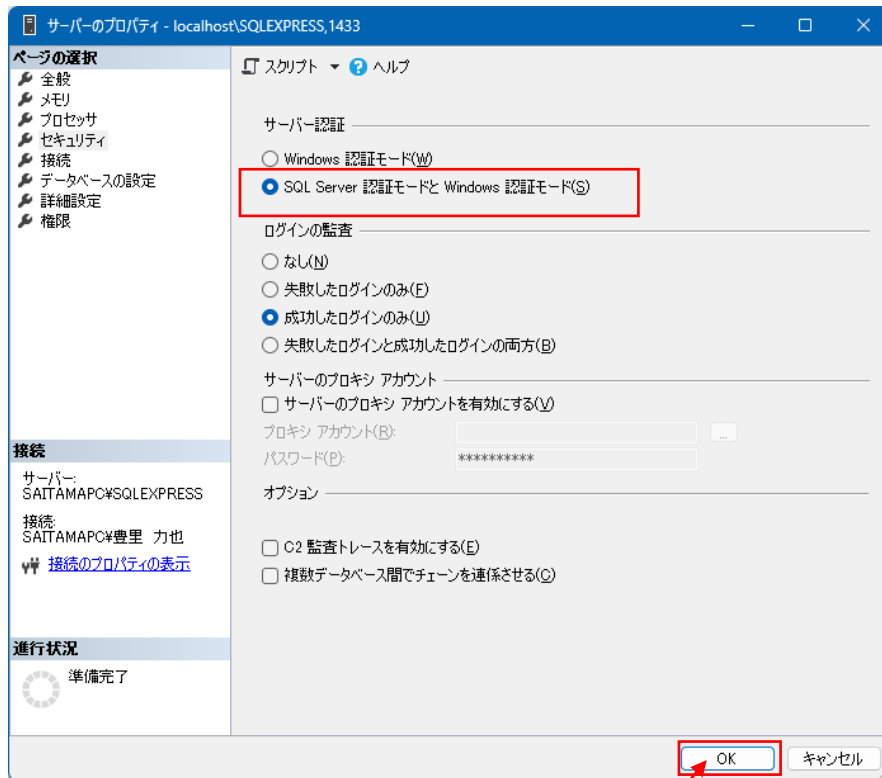 サーバーのプロパティ - localhost\SQLEXPRESS,1433
ページの選択
全般
メモリ
プロセッサ
セキュリティ
接続
データベースの設定
詳細設定
権限
接続
サーバー:
SAITAMAPC¥SQLEXPRESS
接続:
SAITAMAPC¥豊里 力也
接続のプロパティの表示
進行状況
準備完了
スクリプト ヘルプ
サーバー認証
Windows 認証モード(W)
SQL Server 認証モードと Windows 認証モード(S)
ログインの監査
なし(N)
失敗したログインのみ(F)
成功したログインのみ(U)
失敗したログインと成功したログインの両方(B)
サーバーのプロキシ アカウント
サーバーのプロキシ アカウントを有効にする(V)
プロキシ アカウント(R):
...
パスワード(P): **********
オプション
C2 監査トレースを有効にする(E)
複数データベース間でチェーンを連係させる(C)
OK キャンセル